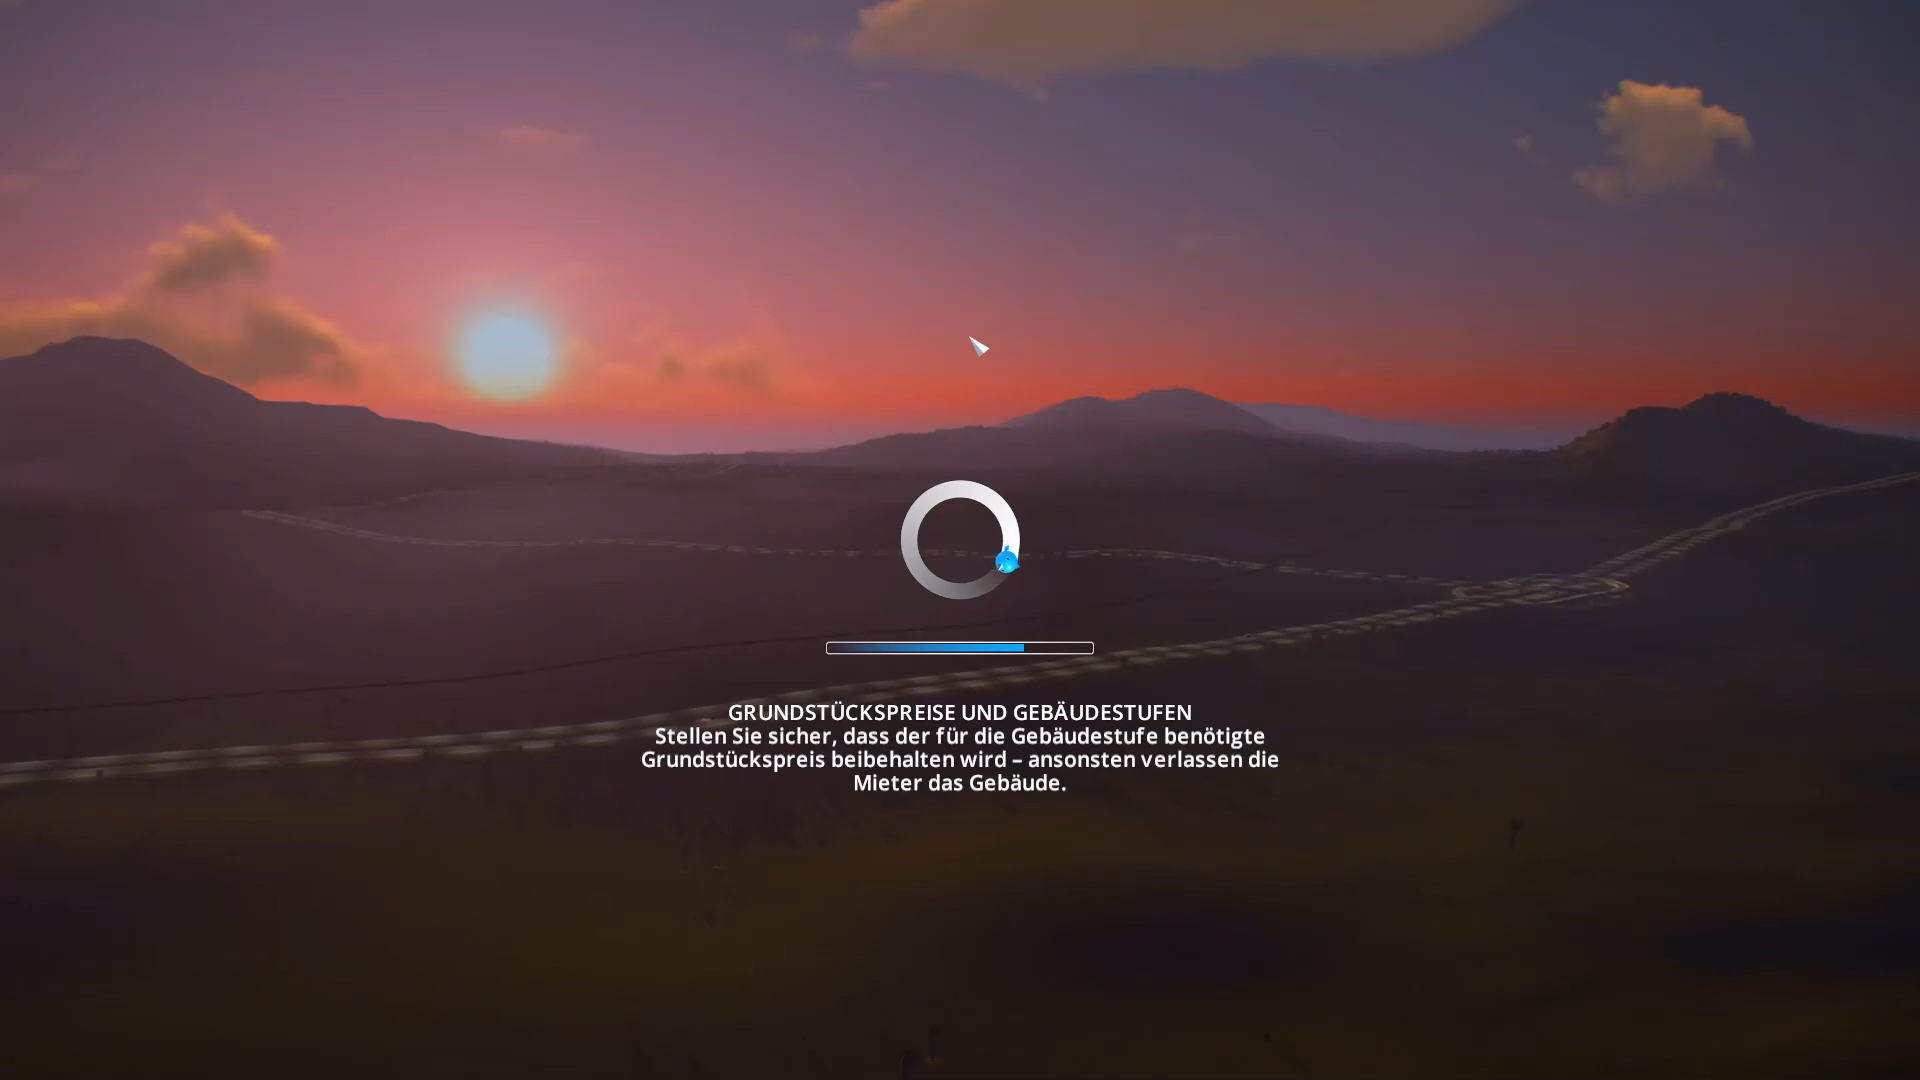 GRUNDSTÜCKSPREISE UND GEBÄUDESTUFEN
Stellen Sie sicher, dass der für die Gebäudestufe benötigte
Grundstückspreis beibehalten wird – ansonsten verlassen die
Mieter das Gebäude.